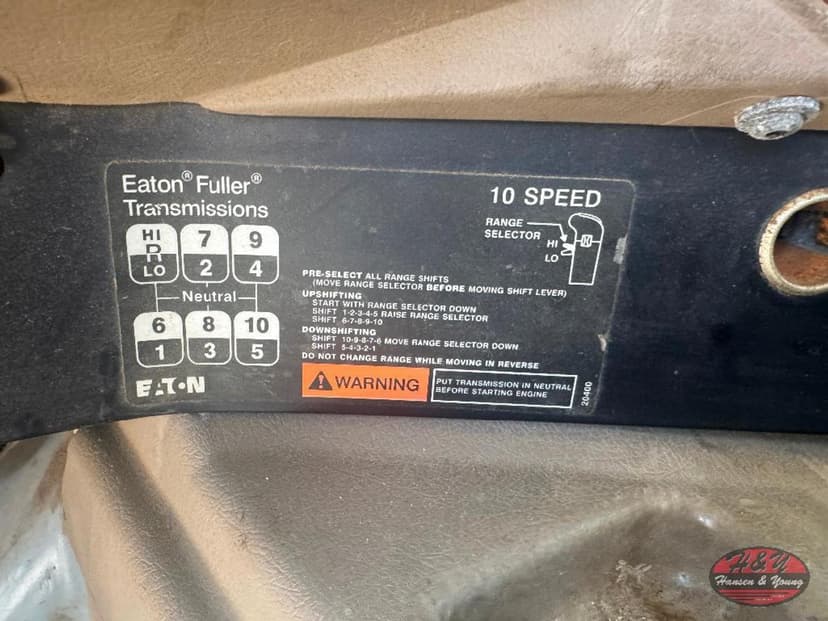 Eaton® Fuller®
Transmissions
10 SPEED
RANGE
SELECTOR
HI
LO
HI
R
LO
7
2
9
4
Neutral
6
1
8
3
10
5
EATON
PRE-SELECT ALL RANGE SHIFTS
(MOVE RANGE SELECTOR BEFORE MOVING SHIFT LEVER)
UPSHIFTING
START WITH RANGE SELECTOR DOWN
SHIFT 1-2-3-4-5 RAISE RANGE SELECTOR
SHIFT 6-7-8-9-10
DOWNSHIFTING
SHIFT 10-9-8-7-6 MOVE RANGE SELECTOR DOWN
SHIFT 5-4-3-2-1
DO NOT CHANGE RANGE WHILE MOVING IN REVERSE
WARNING
PUT TRANSMISSION IN NEUTRAL
BEFORE STARTING ENGINE
20400
H&Y
Hansen & Young